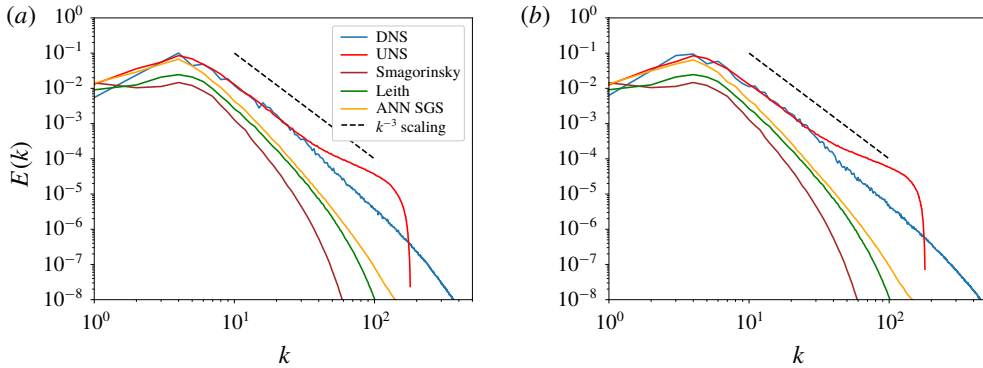 (a)
10^0
10^-1
10^-2
10^-3
10^-4
10^-5
10^-6
10^-7
10^-8
E(k)
DNS
UNS
Smagorinsky
Leith
ANN SGS
k^-3 scaling
10^0 10^1 10^2
k
(b)
10^0
10^-1
10^-2
10^-3
10^-4
10^-5
10^-6
10^-7
10^-8
10^0 10^1 10^2
k